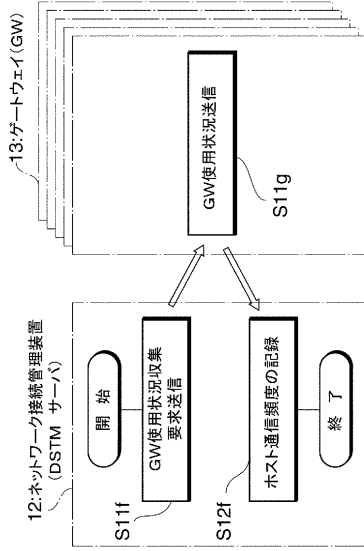 12:ネットワーク接続管理装置
(DSTM サーバ)
開 始
GW使用状況収集
要求送信
S11f
ホスト通信頻度の記録
S12f
終 了
13:ゲートウェイ(GW)
GW使用状況送信
S11g